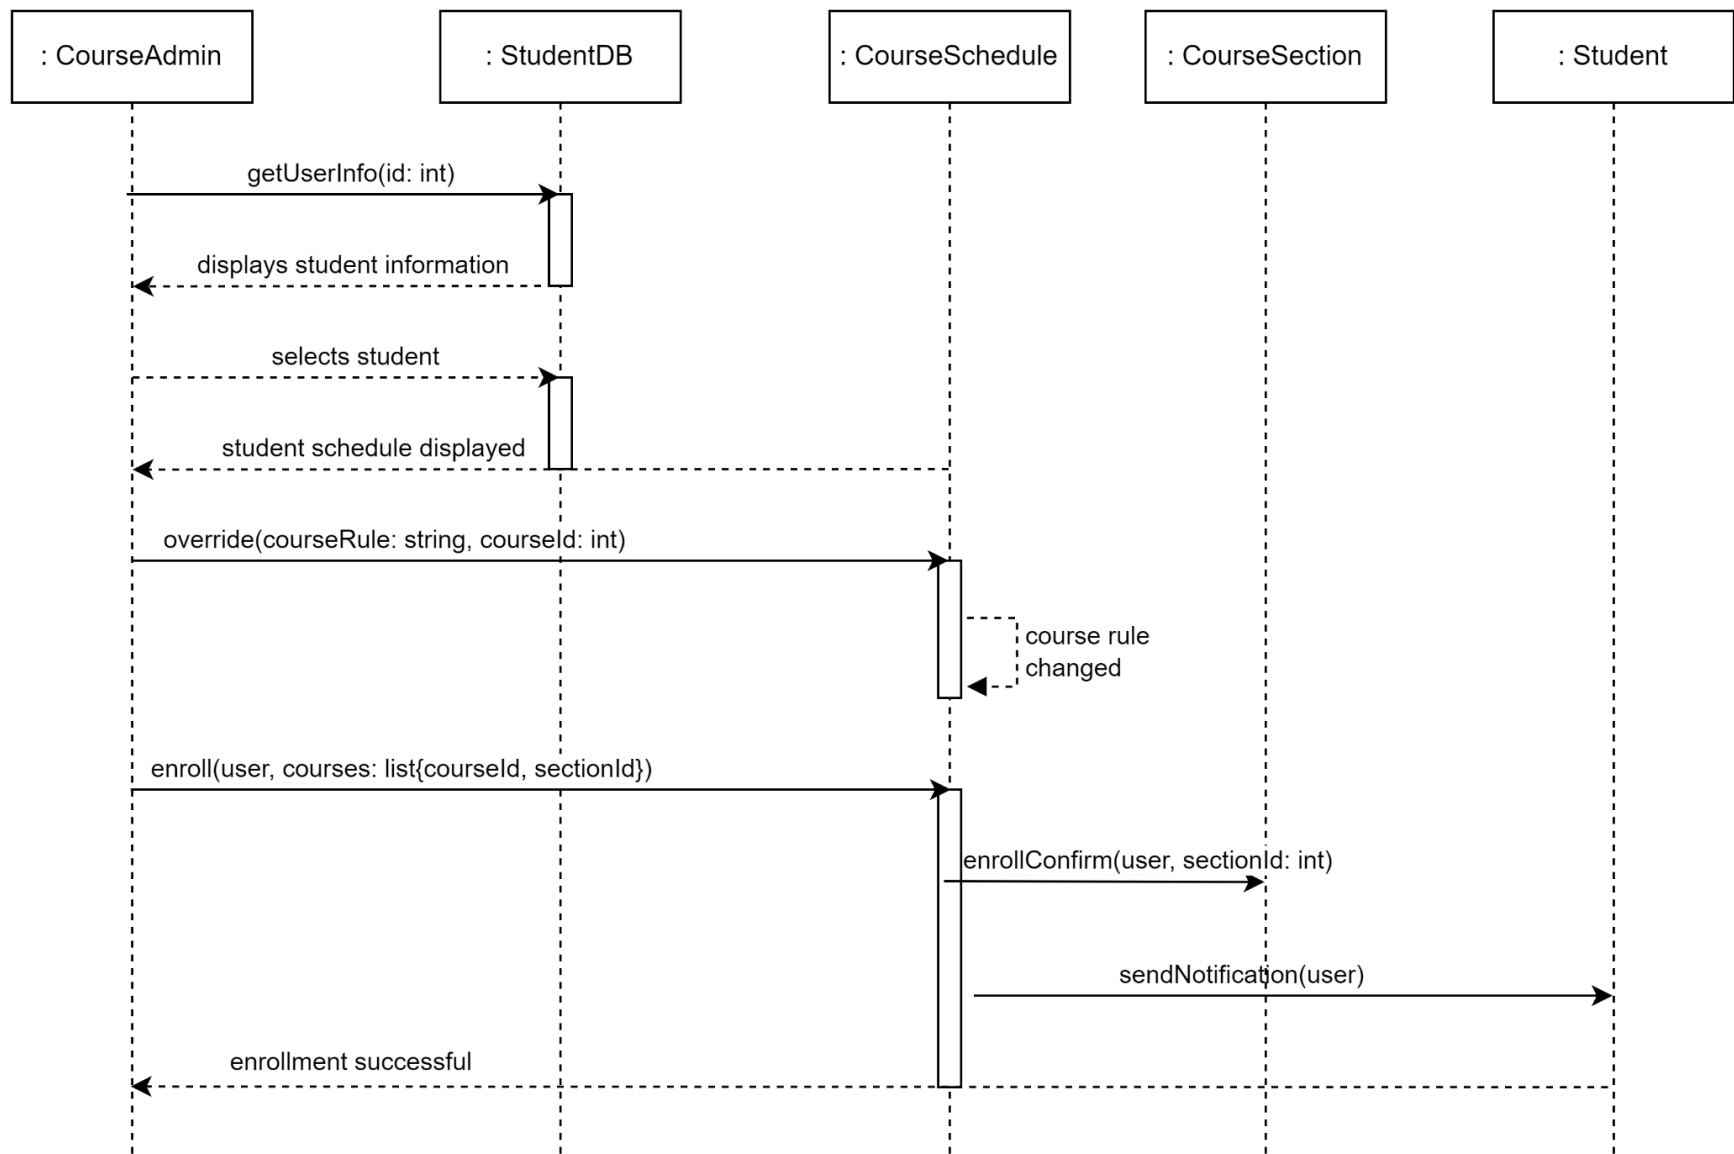 : CourseAdmin
: StudentDB
: CourseSchedule
: CourseSection
: Student
getUserInfo(id: int)
displays student information
selects student
student schedule displayed
override(courseRule: string, courseId: int)
course rule
changed
enroll(user, courses: list{courseId, sectionId})
enrollConfirm(user, sectionId: int)
sendNotification(user)
enrollment successful